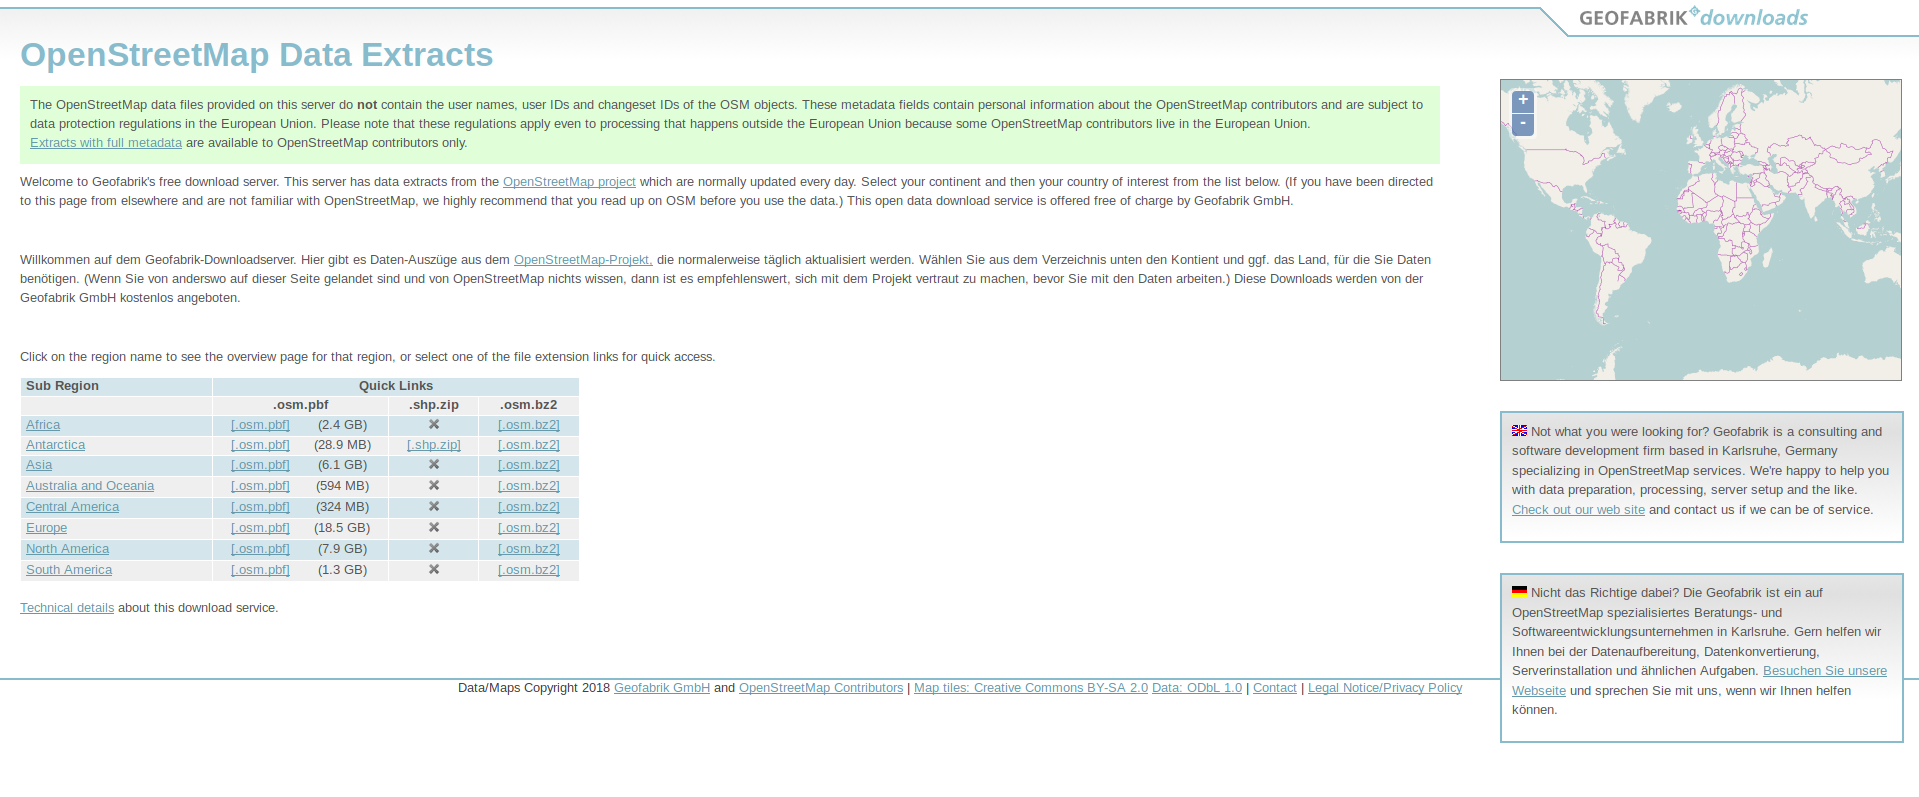 GEOFABRIK downloads
OpenStreetMap Data Extracts
The OpenStreetMap data files provided on this server do not contain the user names, user IDs and changeset IDs of the OSM objects. These metadata fields contain personal information about the OpenStreetMap contributors and are subject to
data protection regulations in the European Union. Please note that these regulations apply even to processing that happens outside the European Union because some OpenStreetMap contributors live in the European Union.
Extracts with full metadata are available to OpenStreetMap contributors only.
Welcome to Geofabrik's free download server. This server has data extracts from the OpenStreetMap project which are normally updated every day. Select your continent and then your country of interest from the list below. (If you have been directed
to this page from elsewhere and are not familiar with OpenStreetMap, we highly recommend that you read up on OSM before you use the data.) This open data download service is offered free of charge by Geofabrik GmbH.
Willkommen auf dem Geofabrik-Downloadserver. Hier gibt es Daten-Auszüge aus dem OpenStreetMap-Projekt, die normalerweise täglich aktualisiert werden. Wählen Sie aus dem Verzeichnis unten den Kontient und ggf. das Land, für die Sie Daten
benötigen. (Wenn Sie von anderswo auf dieser Seite gelandet sind und von OpenStreetMap nichts wissen, dann ist es empfehlenswert, sich mit dem Projekt vertraut zu machen, bevor Sie mit den Daten arbeiten.) Diese Downloads werden von der
Geofabrik GmbH kostenlos angeboten.
Click on the region name to see the overview page for that region, or select one of the file extension links for quick access.
Sub Region Quick Links
.osm.pbf .shp.zip .osm.bz2
Africa [.osm.pbf] (2.4 GB) [.osm.bz2]
Antarctica [.osm.pbf] (28.9 MB) [.shp.zip] [.osm.bz2]
Asia [.osm.pbf] (6.1 GB) [.osm.bz2]
Australia and Oceania [.osm.pbf] (594 MB) [.osm.bz2]
Central America [.osm.pbf] (324 MB) [.osm.bz2]
Europe [.osm.pbf] (18.5 GB) [.osm.bz2]
North America [.osm.pbf] (7.9 GB) [.osm.bz2]
South America [.osm.pbf] (1.3 GB) [.osm.bz2]
Technical details about this download service.
+
-
Not what you were looking for? Geofabrik is a consulting and
software development firm based in Karlsruhe, Germany
specializing in OpenStreetMap services. We're happy to help you
with data preparation, processing, server setup and the like.
Check out our web site and contact us if we can be of service.
Nicht das Richtige dabei? Die Geofabrik ist ein auf
OpenStreetMap spezialisiertes Beratungs- und
Softwareentwicklungsunternehmen in Karlsruhe. Gern helfen wir
Ihnen bei der Datenaufbereitung, Datenkonvertierung,
Serverinstallation und ähnlichen Aufgaben. Besuchen Sie unsere
Webseite und sprechen Sie mit uns, wenn wir Ihnen helfen
können.
Data/Maps Copyright 2018 Geofabrik GmbH and OpenStreetMap Contributors | Map tiles: Creative Commons BY-SA 2.0 Data: ODbL 1.0 | Contact | Legal Notice/Privacy Policy